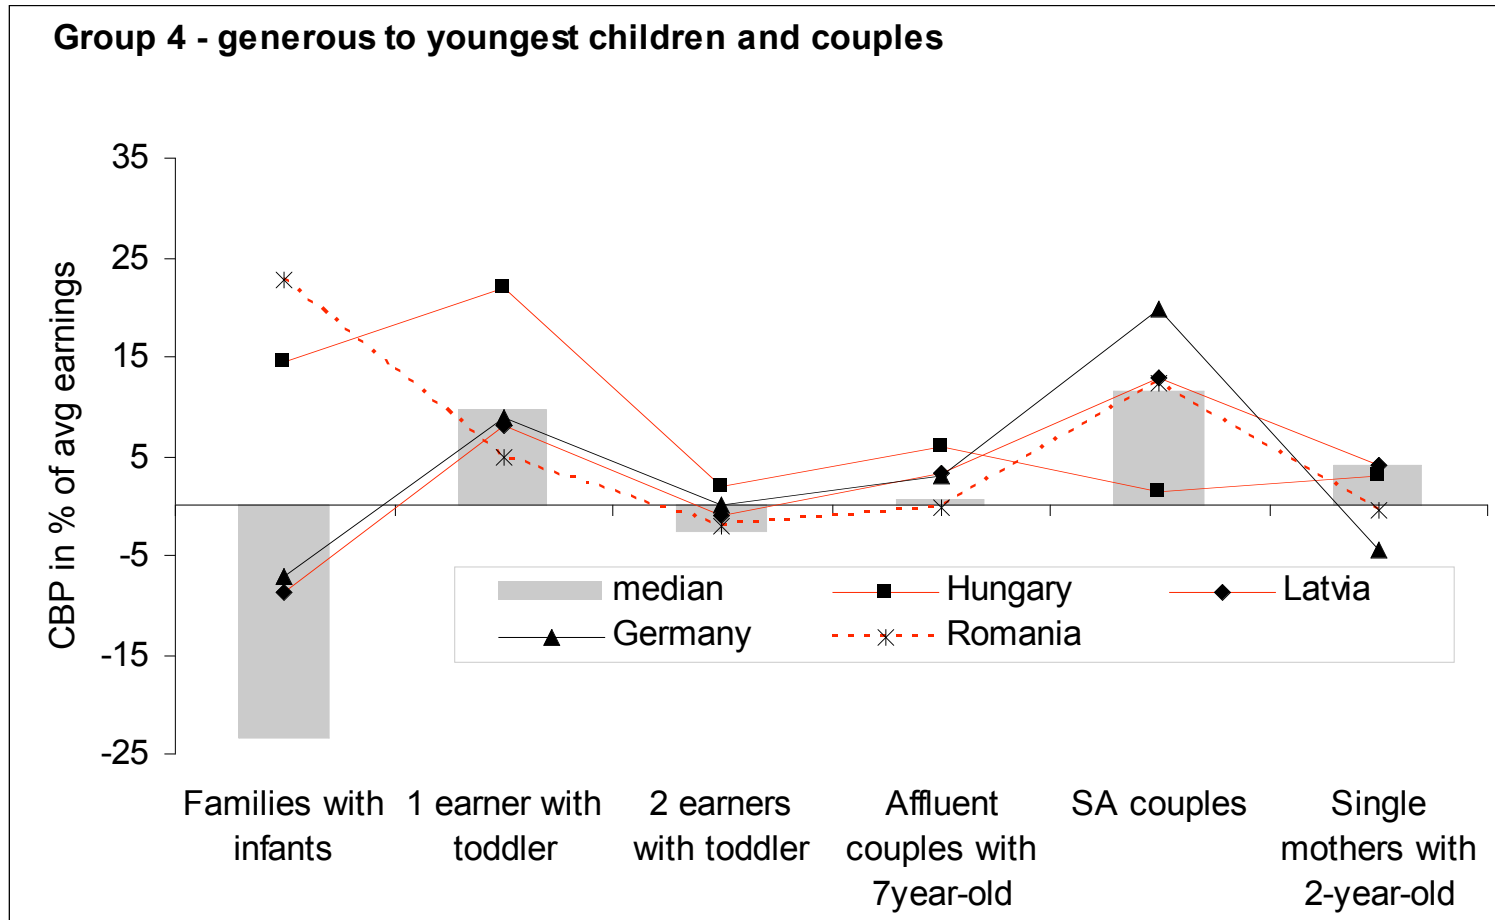 Group 4 - generous to youngest children and couples
35
25
15
5
-5
-15
-25
CBP in % of avg earnings
median
Hungary
Latvia
Germany
Romania
Families with
infants
1 earner with
toddler
2 earners
with toddler
Affluent
couples with
7year-old
SA couples
Single
mothers with
2-year-old